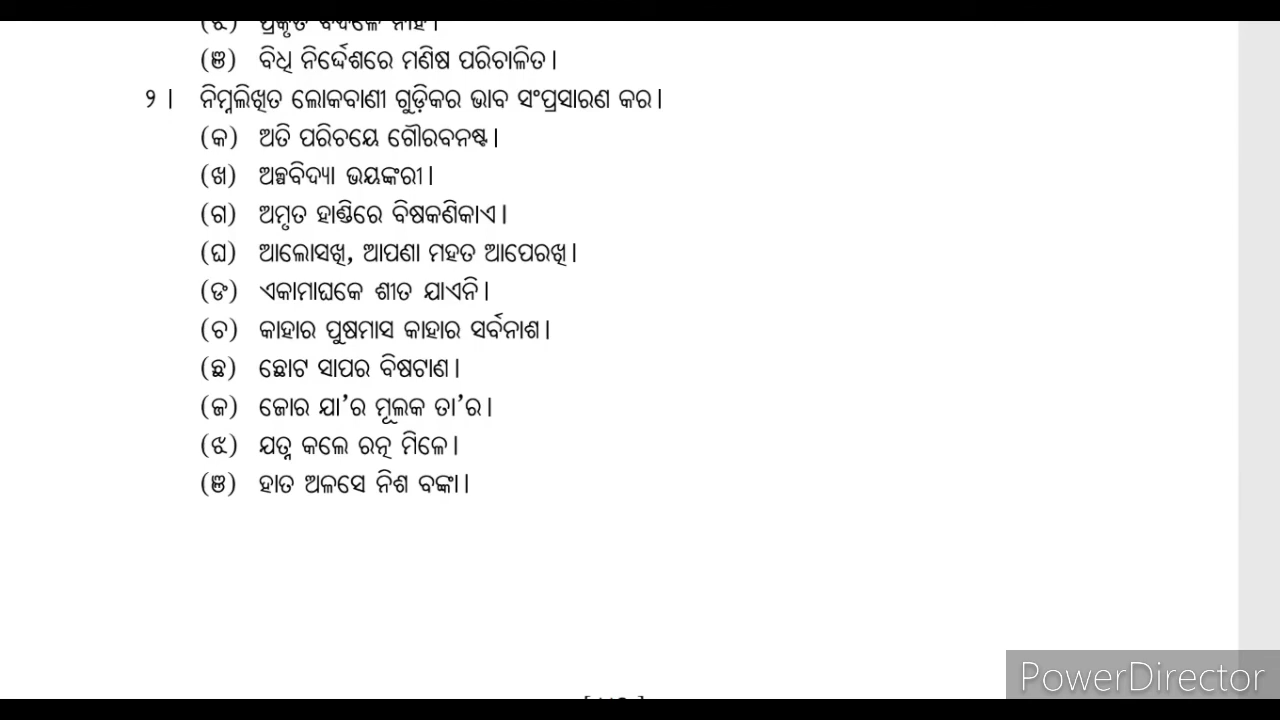 (ଝ) ପ୍ରକୃତି ବଦଳେ ନାହିଁ।
(ଞ) ବିଧି ନିର୍ଦ୍ଦେଶରେ ମଣିଷ ପରିଚାଳିତ।
୨। ନିମ୍ନଲିଖିତ ଲୋକବାଣୀ ଗୁଡ଼ିକର ଭାବ ସଂପ୍ରସାରଣ କର।
(କ) ଅତି ପରିଚୟେ ଗୌରବନଷ୍ଟ।
(ଖ) ଅଳ୍ପବିଦ୍ୟା ଭୟଙ୍କରୀ।
(ଗ) ଅମୃତ ହାଣ୍ଡିରେ ବିଷକଣିକାଏ।
(ଘ) ଆଲୋସଖି, ଆପଣା ମହତ ଆପେରଖି।
(ଙ) ଏକାମାଘକେ ଶୀତ ଯାଏନି।
(ଚ) କାହାର ପୁଷମାସ କାହାର ସର୍ବନାଶ।
(ଛ) ଛୋଟ ସାପର ବିଷଟାଣ।
(ଜ) ଜୋର ଯା’ର ମୂଲକ ତା’ର।
(ଝ) ଯତ୍ନ କଲେ ରତ୍ନ ମିଳେ।
(ଞ) ହାତ ଅଳସେ ନିଶ ବଙ୍କା।
PowerDirector